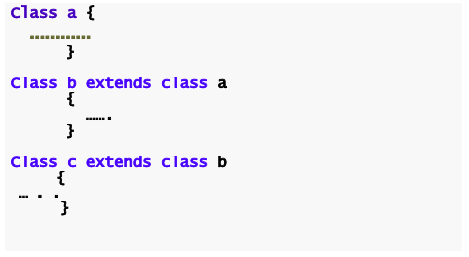 Class a {
............
}
Class b extends class a
{
…….
}
Class c extends class b
{
… . .
}